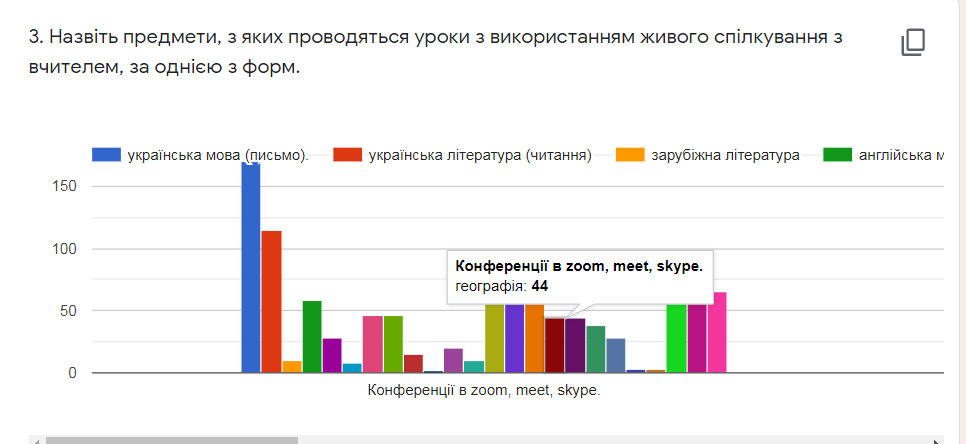 3. Назвіть предмети, з яких проводяться уроки з використанням живого спілкування з
вчителем, за однією з форм.
українська мова (письмо).
українська література (читання)
зарубіжна література
англійська м
150
100
50
0
Конференції в zoom, meet, skype.
географія: 44
Конференції в zoom, meet, skype.